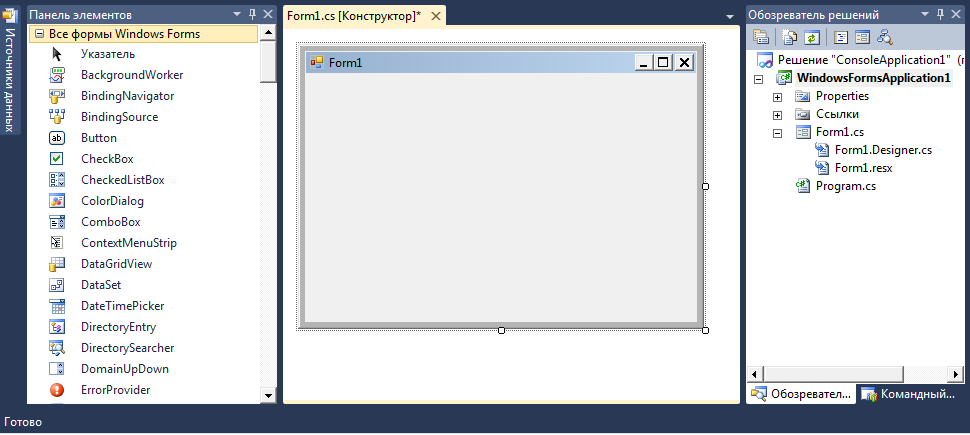 Источники данных
Панель элементов
Все формы Windows Forms
Указатель
BackgroundWorker
BindingNavigator
BindingSource
Button
CheckBox
CheckedListBox
ColorDialog
ComboBox
ContextMenuStrip
DataGridView
DataSet
DateTimePicker
DirectoryEntry
DirectorySearcher
DomainUpDown
ErrorProvider
Form1.cs [Конструктор]*
Form1
Обозреватель решений
Решение "ConsoleApplication1" (
WindowsFormsApplication1
Properties
Ссылки
Form1.cs
Form1.Designer.cs
Form1.resx
Program.cs
Обозревател... Командный...
Готово